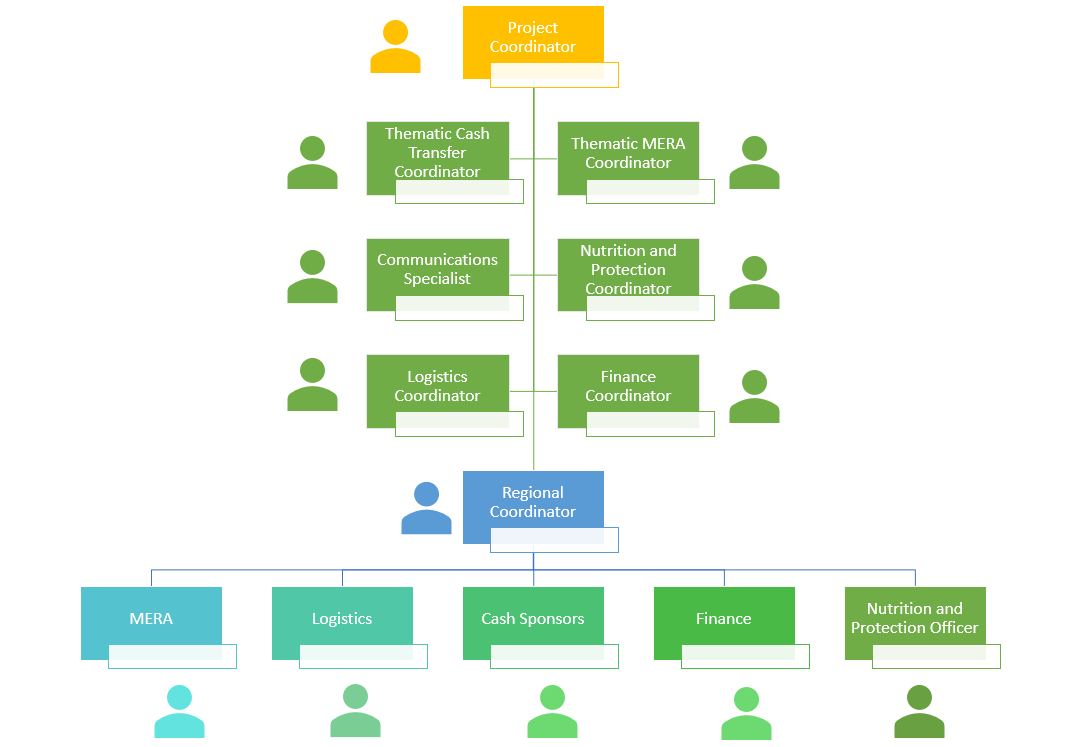 Project
Coordinator
Thematic Cash
Transfer
Coordinator
Thematic MERA
Coordinator
Communications
Specialist
Nutrition and
Protection
Coordinator
Logistics
Coordinator
Finance
Coordinator
Regional
Coordinator
MERA
Logistics
Cash Sponsors
Finance
Nutrition and
Protection Officer